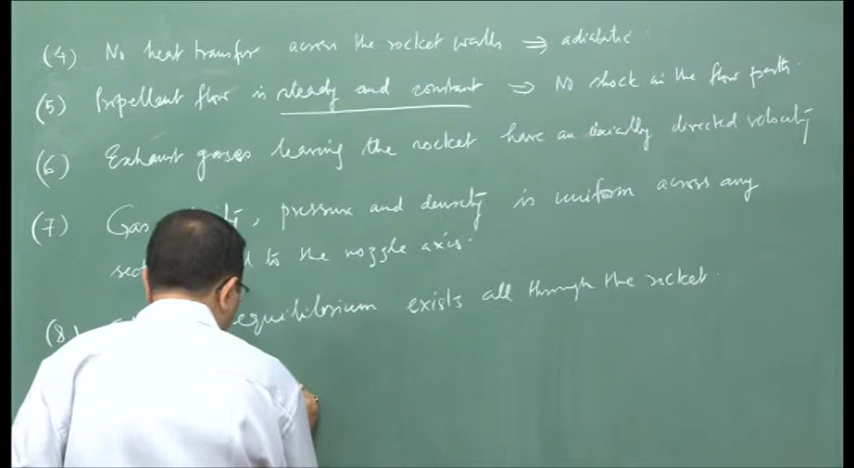 (4) No heat transfer across the rocket walls ⇒ adiabatic.
(5) Propellent flow is steady and constant ⇒ No shock in the flow path.
(6) Exhaust gases leaving the rocket have an axially directed velocity
(7) Gas , pressure and density is uniform across any
to the nozzle axis.
(8) equilibrium exists all through the rocket.